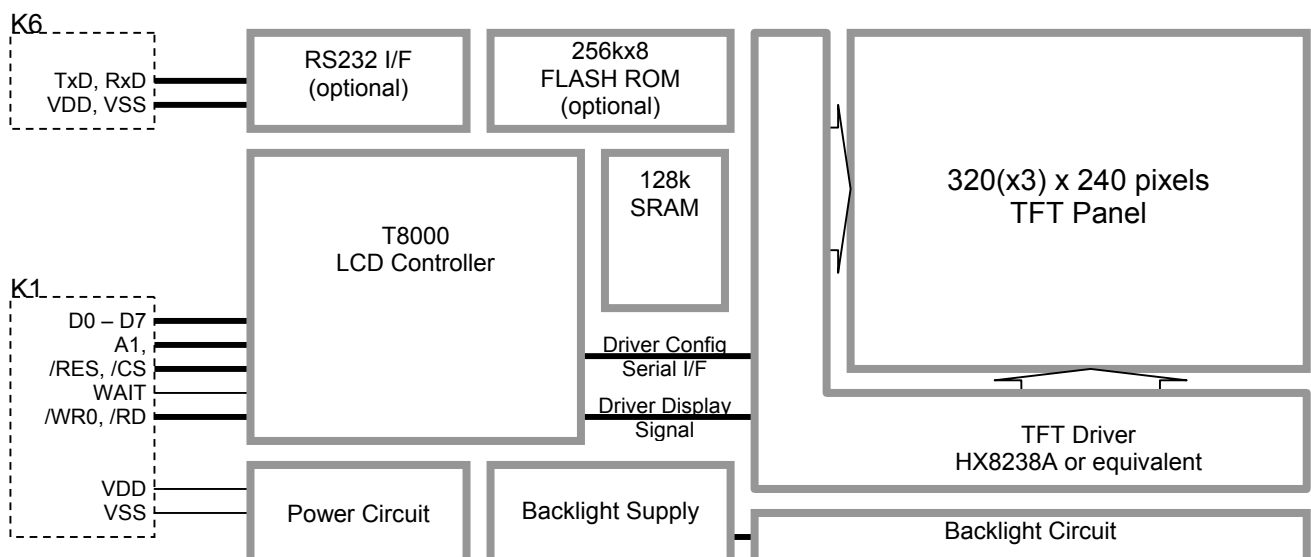 K6
TxD, RxD
VDD, VSS
RS232 I/F
(optional)
256kx8
FLASH ROM
(optional)
320(x3) x 240 pixels
TFT Panel
128k
SRAM
T8000
LCD Controller
K1
D0 – D7
A1,
/RES, /CS
WAIT
/WR0, /RD
Driver Config
Serial I/F
Driver Display
Signal
TFT Driver
HX8238A or equivalent
VDD
VSS
Power Circuit
Backlight Supply
Backlight Circuit